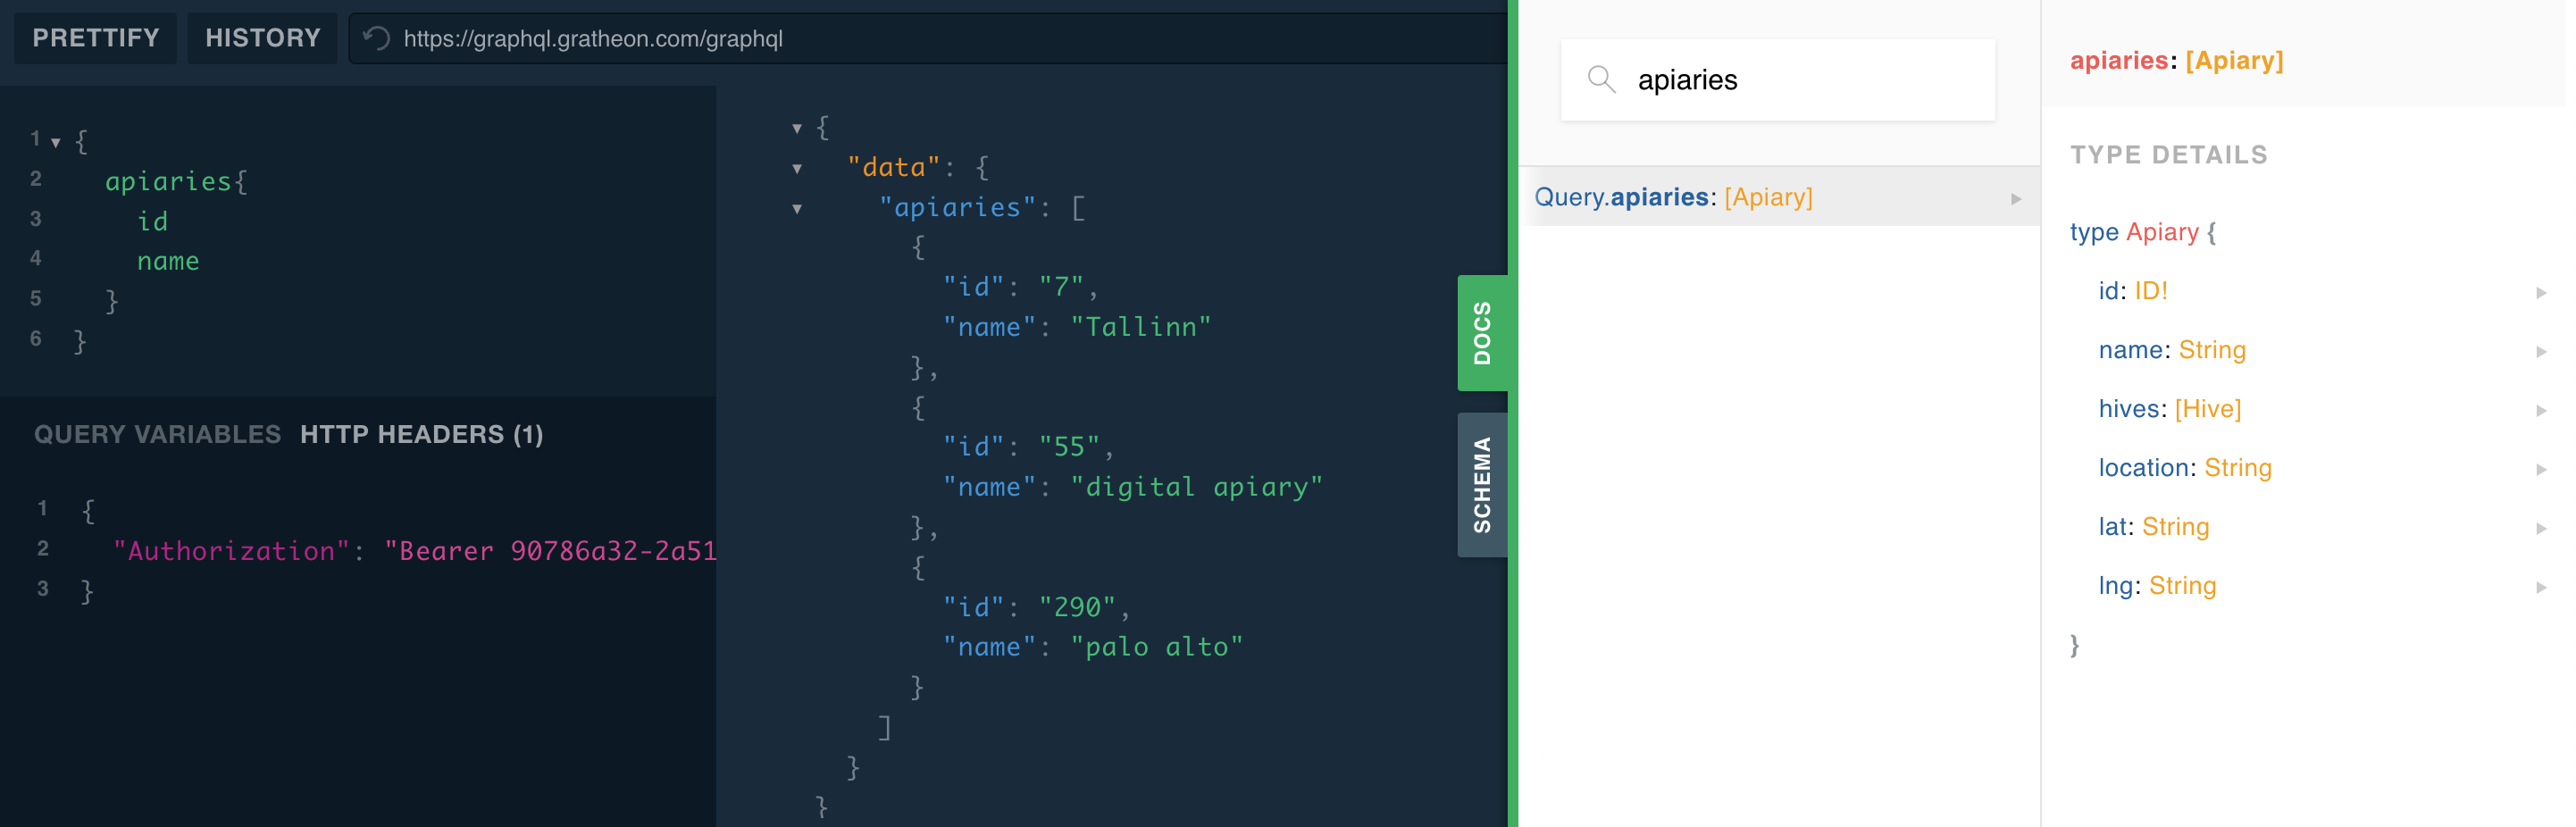 PRETTIFY HISTORY https://graphql.gratheon.com/graphql
1 {
2 apiaries{
3 id
4 name
5 }
6 }
QUERY VARIABLES HTTP HEADERS (1)
1 {
2 "Authorization": "Bearer 90786a32-2a51
3 }
{
"data": {
"apiaries": [
{
"id": "7",
"name": "Tallinn"
},
{
"id": "55",
"name": "digital apiary"
},
{
"id": "290",
"name": "palo alto"
}
]
}
}
DOCS
SCHEMA
apiaries
Query.apiaries: [Apiary]
apiaries: [Apiary]
TYPE DETAILS
type Apiary {
id: ID!
name: String
hives: [Hive]
location: String
lat: String
lng: String
}